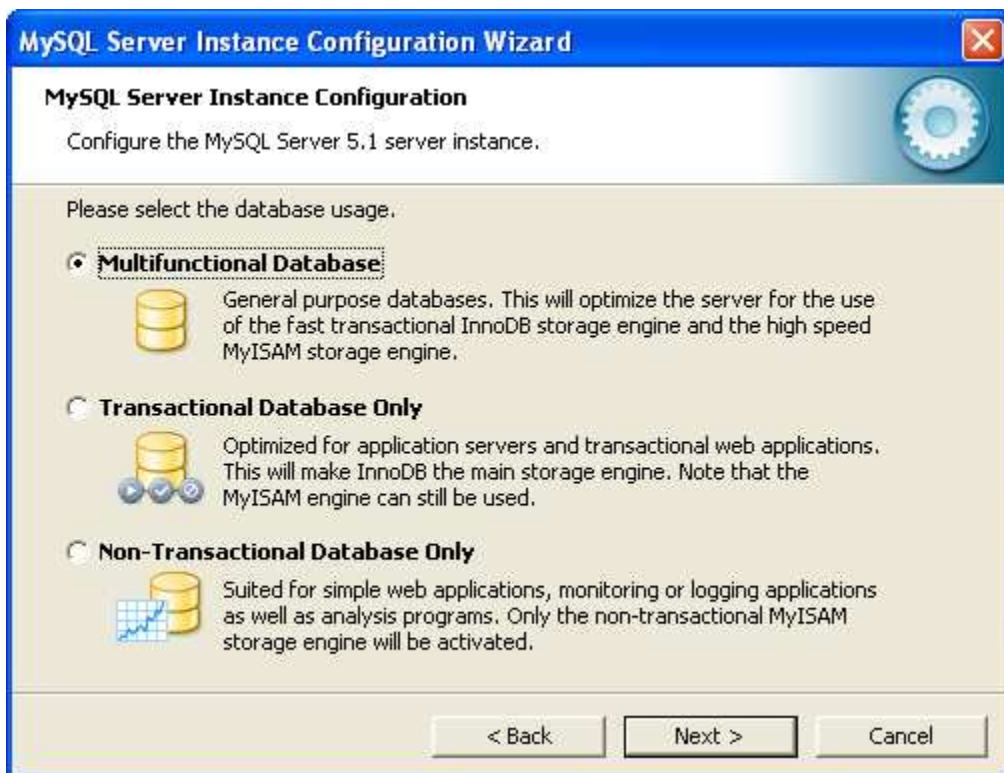 MySQL Server Instance Configuration Wizard
MySQL Server Instance Configuration
Configure the MySQL Server 5.1 server instance.
Please select the database usage.
Multifunctional Database
General purpose databases. This will optimize the server for the use
of the fast transactional InnoDB storage engine and the high speed
MyISAM storage engine.
Transactional Database Only
Optimized for application servers and transactional web applications.
This will make InnoDB the main storage engine. Note that the
MyISAM engine can still be used.
Non-Transactional Database Only
Suited for simple web applications, monitoring or logging applications
as well as analysis programs. Only the non-transactional MyISAM
storage engine will be activated.
< Back
Next >
Cancel